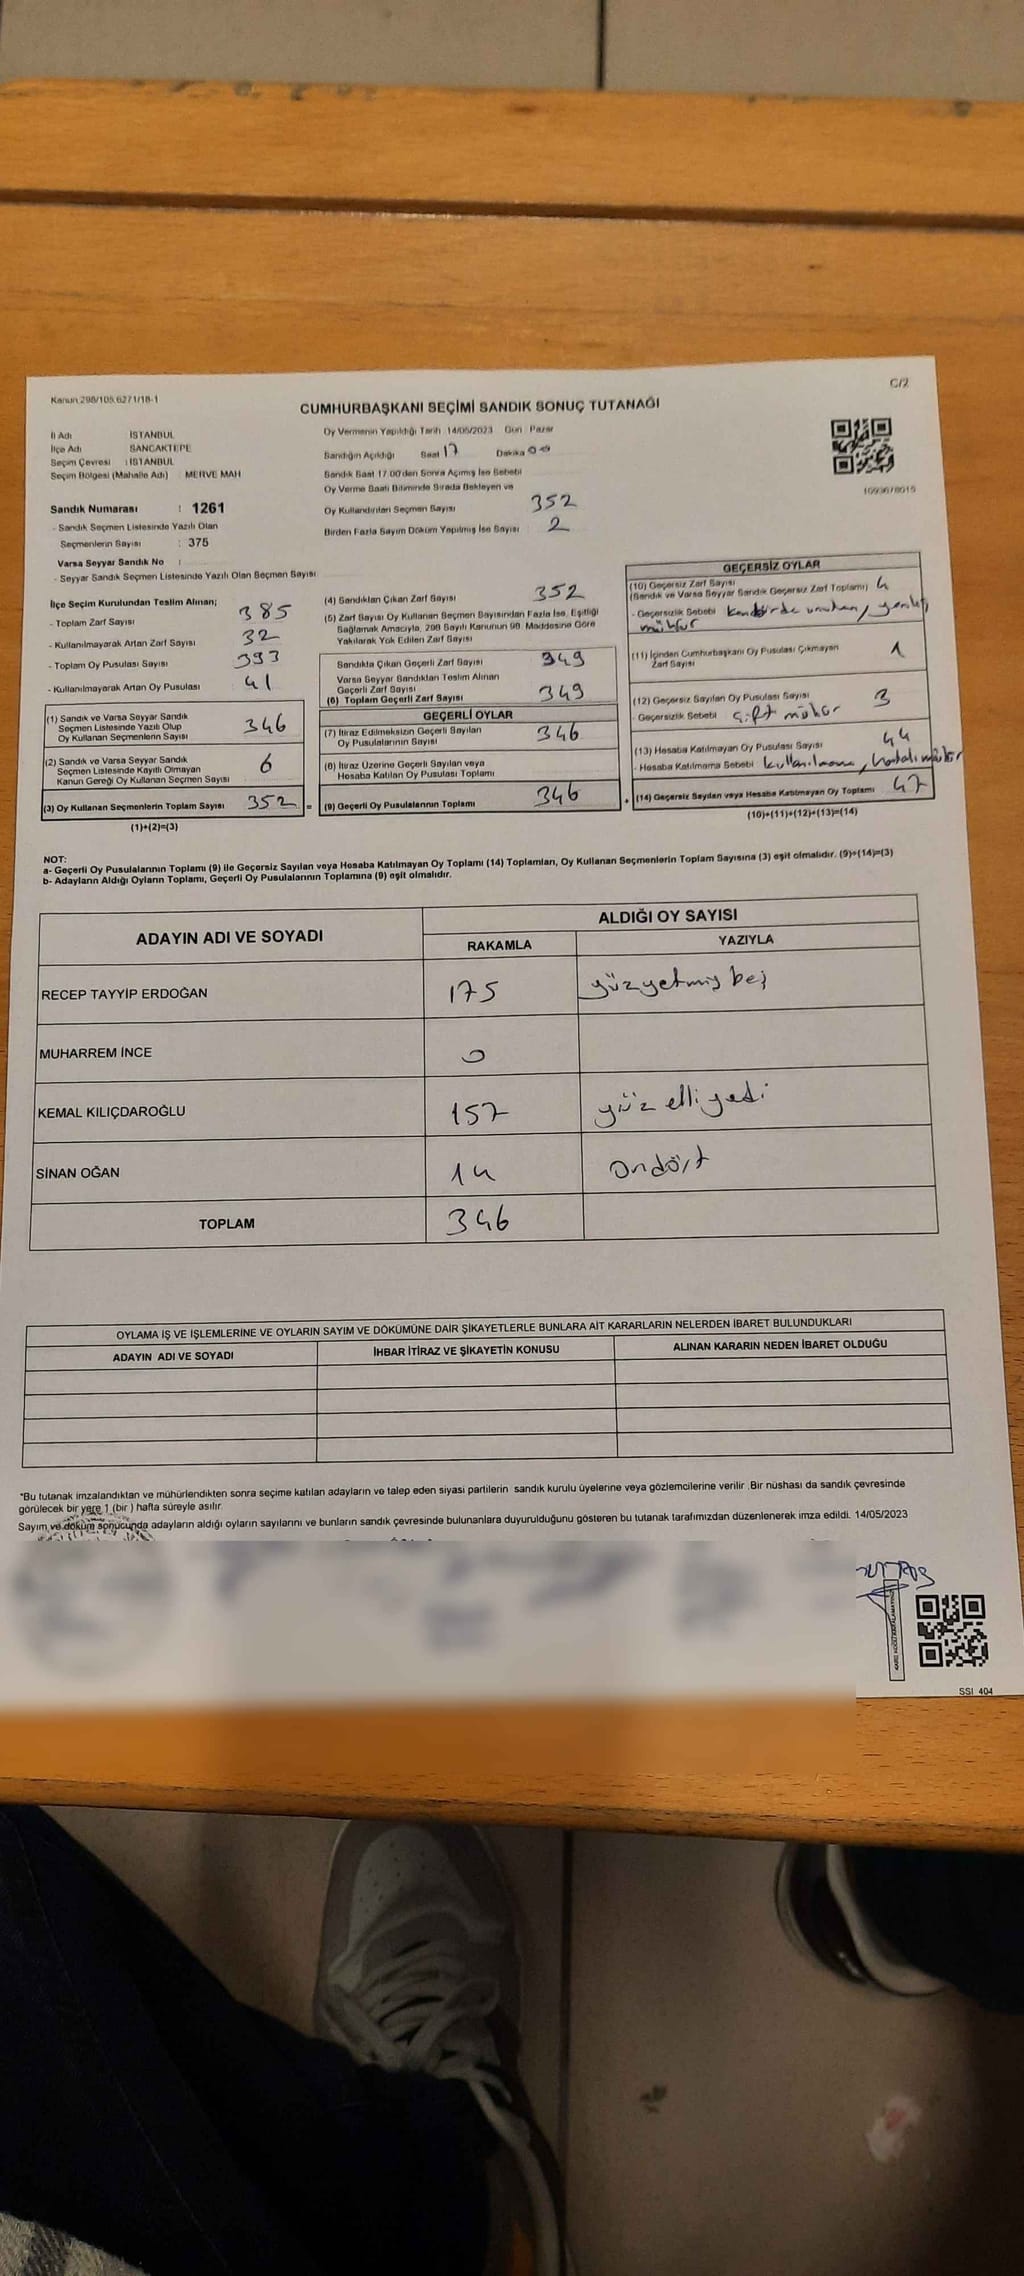 Kanun.298/105.6271/18-1
C/2
CUMHURBAŞKANI SEÇİMİ SANDIK SONUÇ TUTANAĞI
İl Adı İSTANBUL
İlçe Adı SANCAKTEPE
Seçim Çevresi : İSTANBUL
Seçim Bölgesi (Mahalle Adı) : MERVE MAH
Sandık Numarası : 1261
- Sandık Seçmen Listesinde Yazılı Olan
Seçmenlerin Sayısı : 375
Varsa Seyyar Sandık No :
- Seyyar Sandık Seçmen Listesinde Yazılı Olan Seçmen Sayısı
Oy Vermenin Yapıldığı Tarih : 14/05/2023 Gün : Pazar
Sandığın Açıldığı Saat 17 Dakika
Sandık Saat 17.00'den Sonra Açılmış İse Sebebi
Oy Verme Saati Bitiminde Sırada Bekleyen ve
Oy Kullandırılan Seçmen Sayısı 352
Birden Fazla Sayım Döküm Yapılmış İse Sayısı 2
İlçe Seçim Kurulundan Teslim Alınan;
- Toplam Zarf Sayısı 385
- Kullanılmayarak Artan Zarf Sayısı 32
- Toplam Oy Pusulası Sayısı 393
- Kullanılmayarak Artan Oy Pusulası 41
(1) Sandık ve Varsa Seyyar Sandık
Seçmen Listesinde Yazılı Olup
Oy Kullanan Seçmenlerin Sayısı 346
(2) Sandık ve Varsa Seyyar Sandık
Seçmen Listesinde Kayıtlı Olmayan
Kanun Gereği Oy Kullanan Seçmen Sayısı 6
(3) Oy Kullanan Seçmenlerin Toplam Sayısı 352 =
(1)+(2)=(3)
(4) Sandıktan Çıkan Zarf Sayısı 352
(5) Zarf Sayısı Oy Kullanan Seçmen Sayısından Fazla İse, Eşitliği
Sağlamak Amacıyla, 298 Sayılı Kanunun 98. Maddesine Göre
Yakılarak Yok Edilen Zarf Sayısı
Sandıkta Çıkan Geçerli Zarf Sayısı 349
Varsa Seyyar Sandıktan Teslim Alınan
Geçerli Zarf Sayısı
(6) Toplam Geçerli Zarf Sayısı 349
GEÇERLİ OYLAR
(7) İtiraz Edilmeksizin Geçerli Sayılan
Oy Pusulalarının Sayısı 346
(8) İtiraz Üzerine Geçerli Sayılan veya
Hesaba Katılan Oy Pusulası Toplamı
(9) Geçerli Oy Pusulalarının Toplamı 346 +
GEÇERSİZ OYLAR
(10) Geçersiz Zarf Sayısı
(Sandık ve Varsa Seyyar Sandık Geçersiz Zarf Toplamı) 4
- Geçersizlik Sebebi
mühür
(11) İçinden Cumhurbaşkanı Oy Pusulası Çıkmayan
Zarf Sayısı 1
(12) Geçersiz Sayılan Oy Pusulası Sayısı 3
- Geçersizlik Sebebi çift mühür
(13) Hesaba Katılmayan Oy Pusulası Sayısı 44
- Hesaba Katılmama Sebebi kullanılmama, hatalı mühür
(14) Geçersiz Sayılan veya Hesaba Katılmayan Oy Toplamı 47
(10)+(11)+(12)+(13)=(14)
NOT:
a- Geçerli Oy Pusulalarının Toplamı (9) ile Geçersiz Sayılan veya Hesaba Katılmayan Oy Toplamı (14) Toplamları, Oy Kullanan Seçmenlerin Toplam Sayısına (3) eşit olmalıdır. (9)+(14)=(3)
b- Adayların Aldığı Oyların Toplamı, Geçerli Oy Pusulalarının Toplamına (9) eşit olmalıdır.
ADAYIN ADI VE SOYADI ALDIĞI OY SAYISI
RAKAMLA YAZIYLA
RECEP TAYYİP ERDOĞAN 175 yüzyetmiş beş
MUHARREM İNCE 0
KEMAL KILIÇDAROĞLU 157 yüz elli yedi
SİNAN OĞAN 14 ondört
TOPLAM 346
OYLAMA İŞ VE İŞLEMLERİNE VE OYLARIN SAYIM VE DÖKÜMÜNE DAİR ŞİKAYETLERLE BUNLARA AİT KARARLARIN NELERDEN İBARET BULUNDUKLARI
ADAYIN ADI VE SOYADI İHBAR İTİRAZ VE ŞİKAYETİN KONUSU ALINAN KARARIN NEDEN İBARET OLDUĞU
*Bu tutanak imzalandıktan ve mühürlendikten sonra seçime katılan adayların ve talep eden siyasi partilerin sandık kurulu üyelerine veya gözlemcilerine verilir. Bir nüshası da sandık çevresinde
görülecek bir yere 1 (bir ) hafta süreyle asılır.
Sayım ve döküm sonucunda adayların aldığı oyların sayılarını ve bunların sandık çevresinde bulunanlara duyurulduğunu gösteren bu tutanak tarafımızdan düzenlenerek imza edildi. 14/05/2023
SSI 404